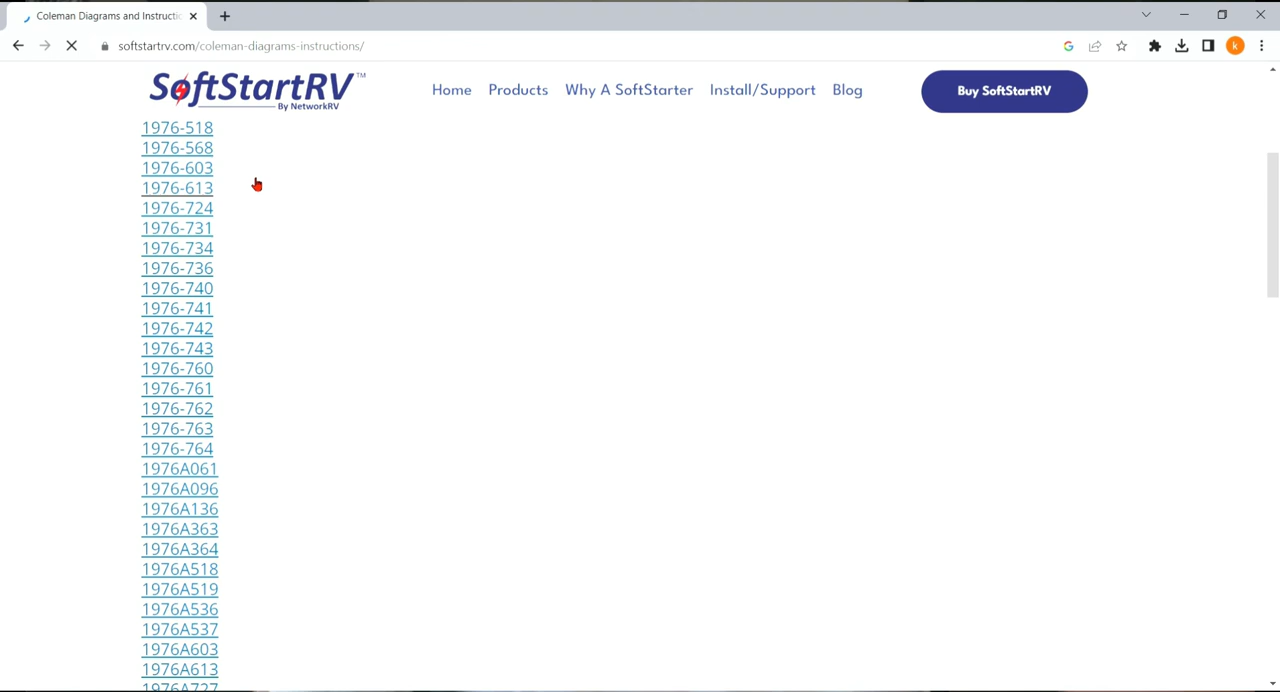 Coleman Diagrams and Instructio
softstartrv.com/coleman-diagrams-instructions/
k
SoftStartRV™
By NetworkRV
Home Products Why A SoftStarter Install/Support Blog
Buy SoftStartRV
1976-518
1976-568
1976-603
1976-613
1976-724
1976-731
1976-734
1976-736
1976-740
1976-741
1976-742
1976-743
1976-760
1976-761
1976-762
1976-763
1976-764
1976A061
1976A096
1976A136
1976A363
1976A364
1976A518
1976A519
1976A536
1976A537
1976A603
1976A613
1976A727